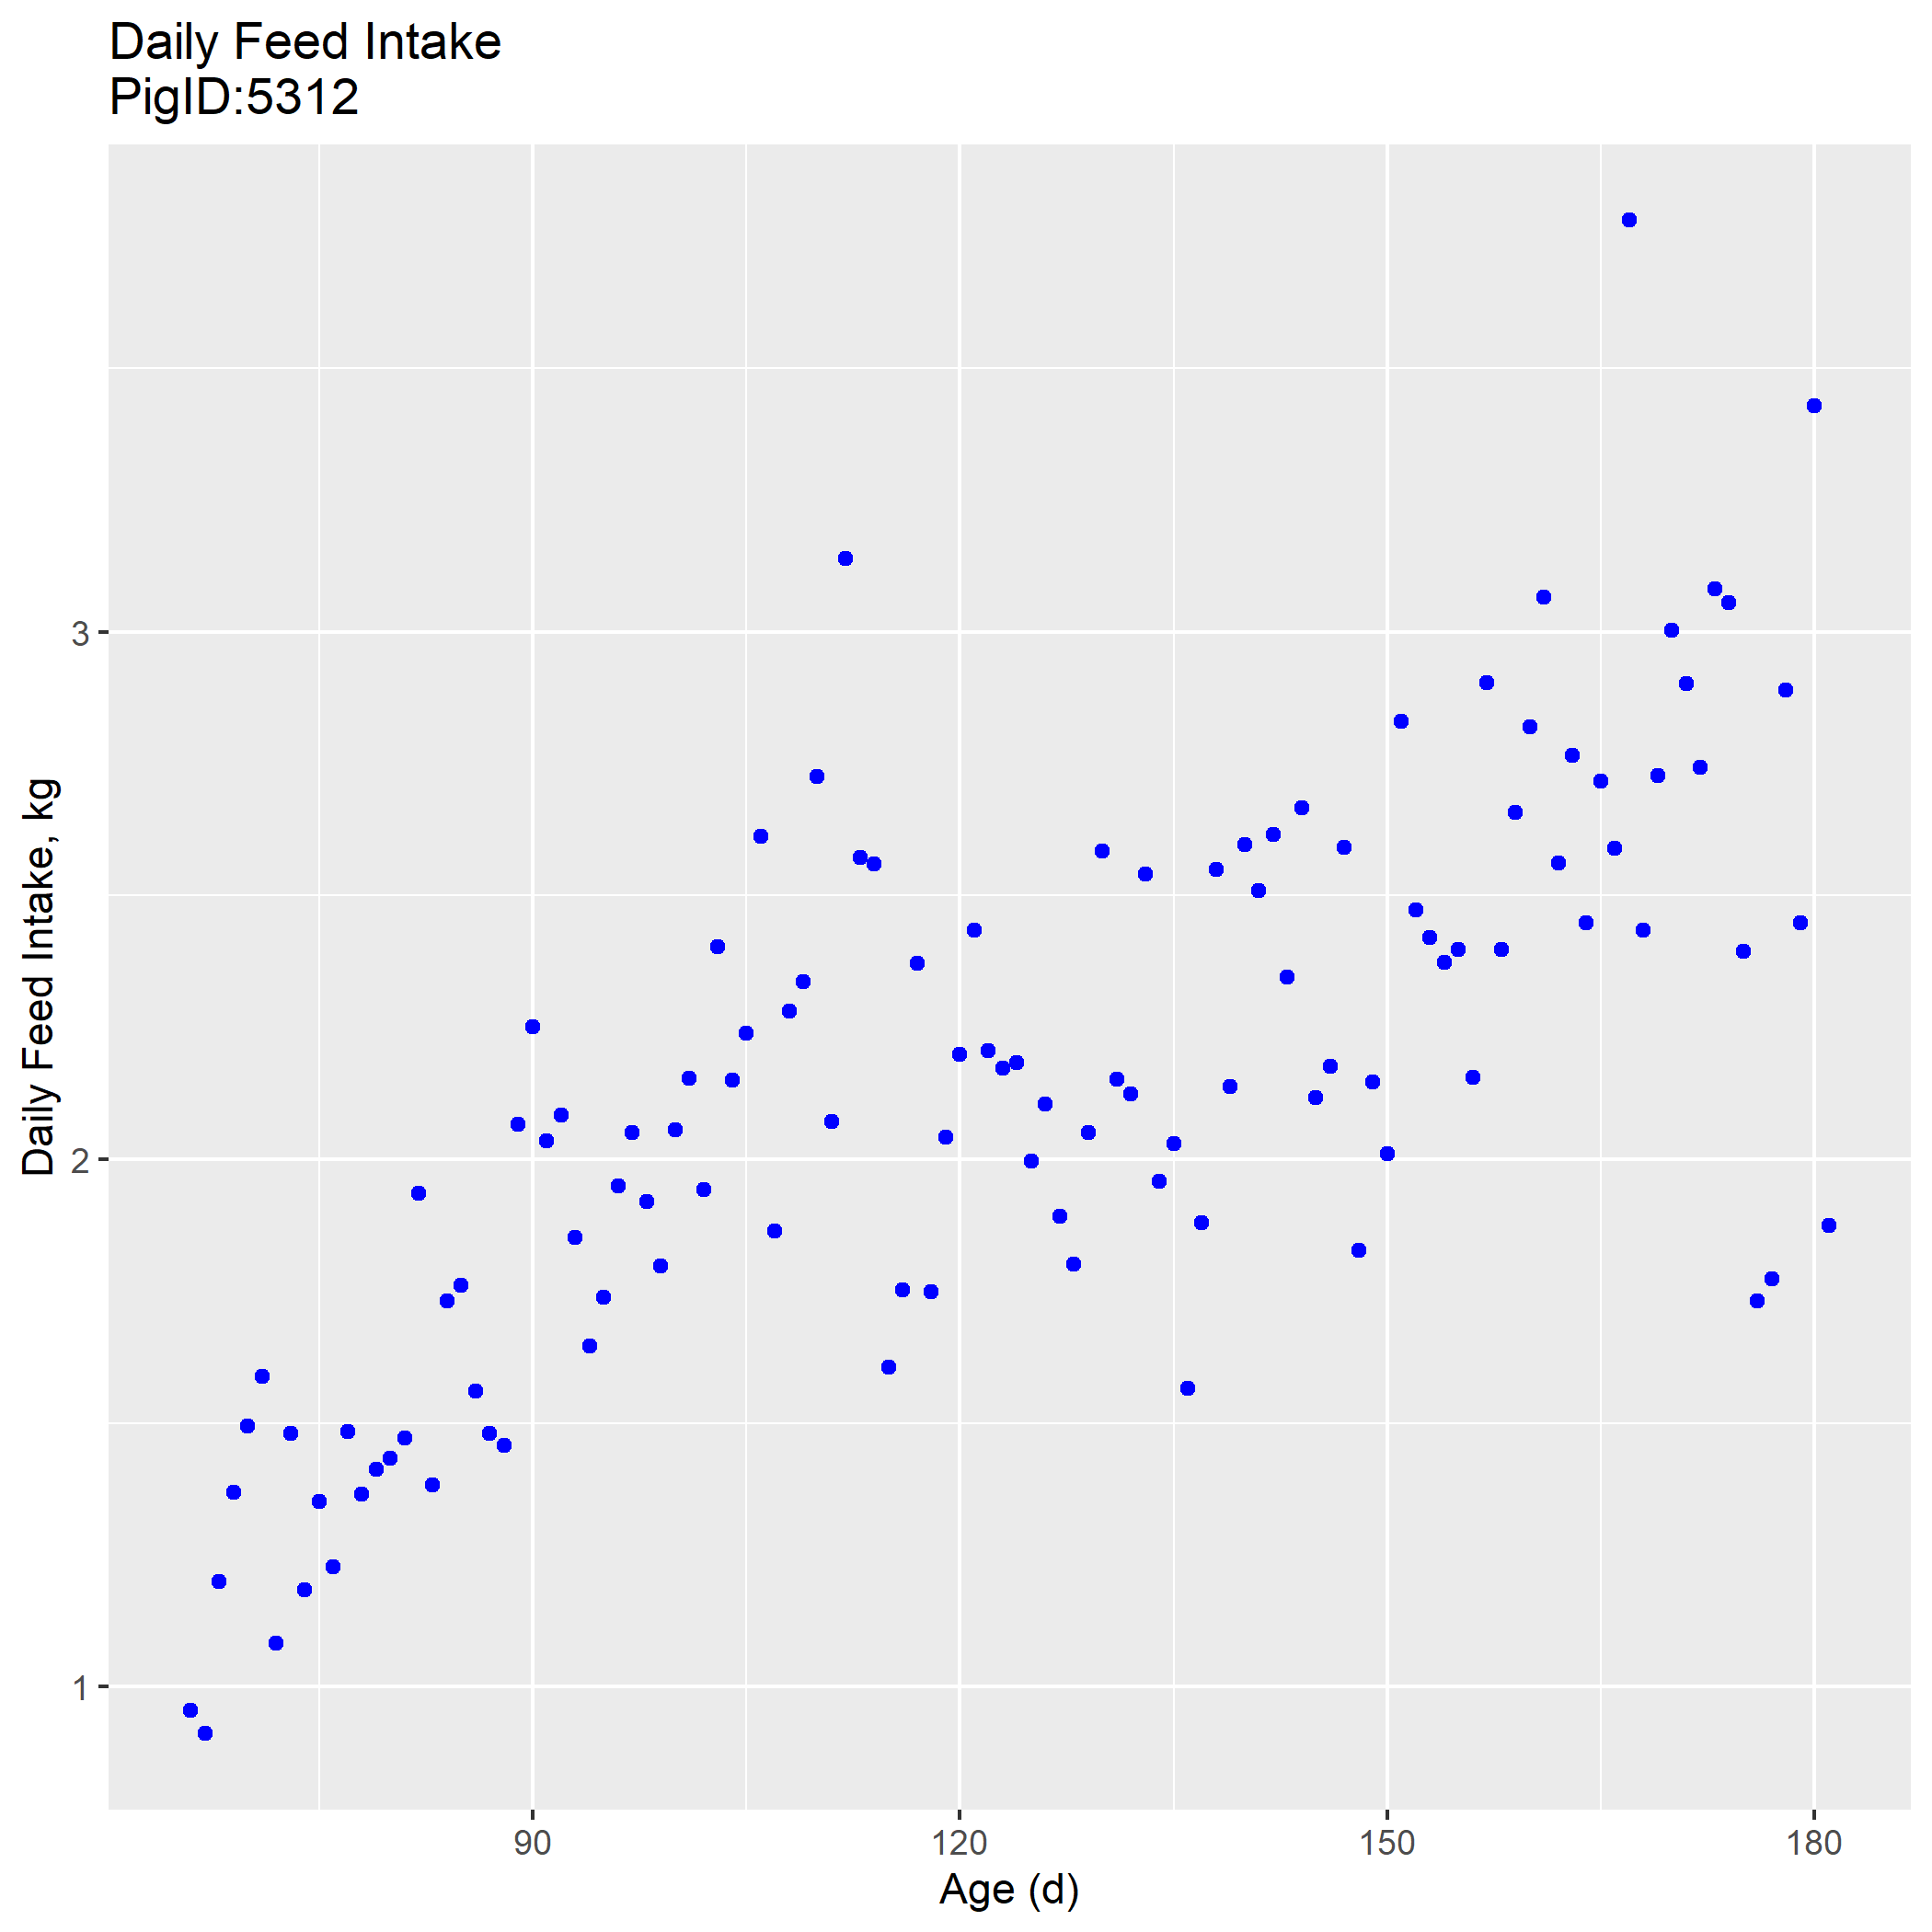 Daily Feed Intake
PigID:5312
Daily Feed Intake, kg
3
2
1
90
120
150
180
Age (d)